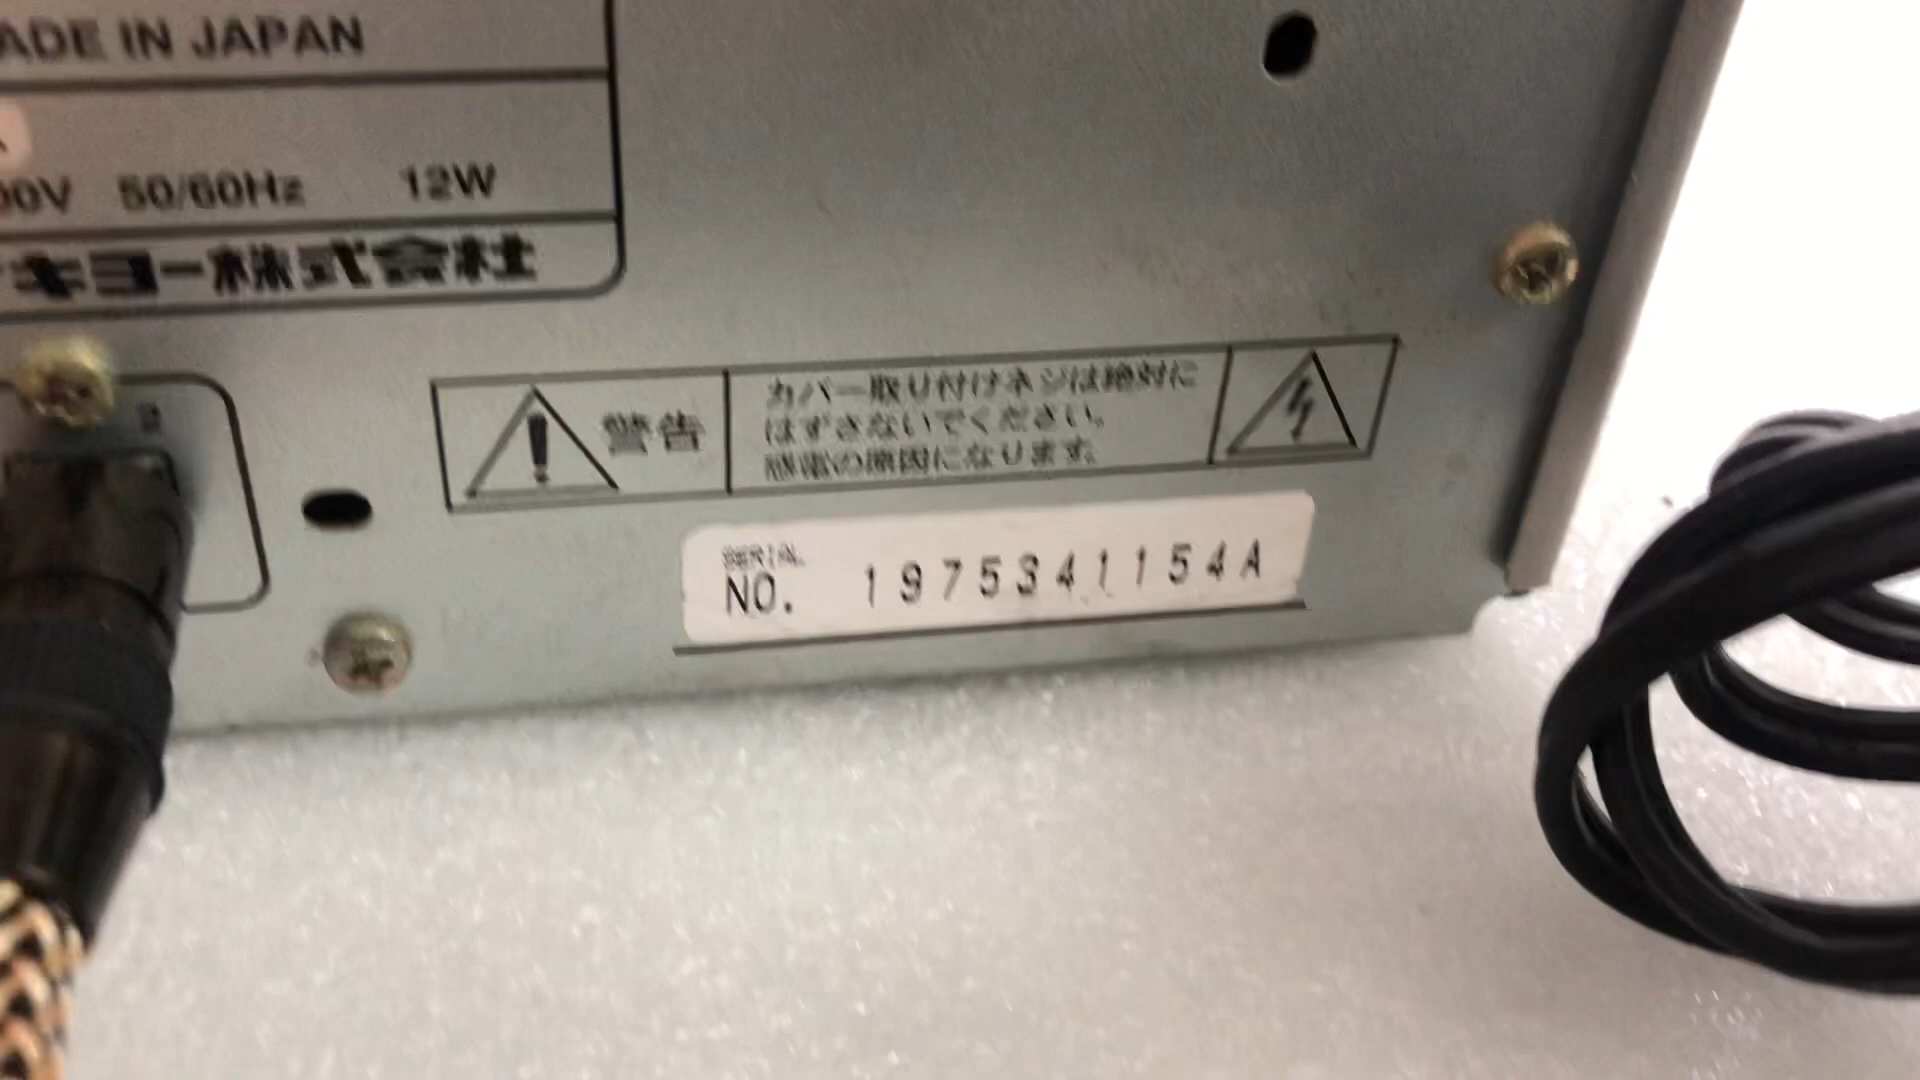 ADE IN JAPAN
00V 50/60Hz 12W
キヨー株式会社
警告
カバー取り付けネジは絶対に
はずさないでください。
感電の原因になります。
SERIAL
NO. 1975341154A